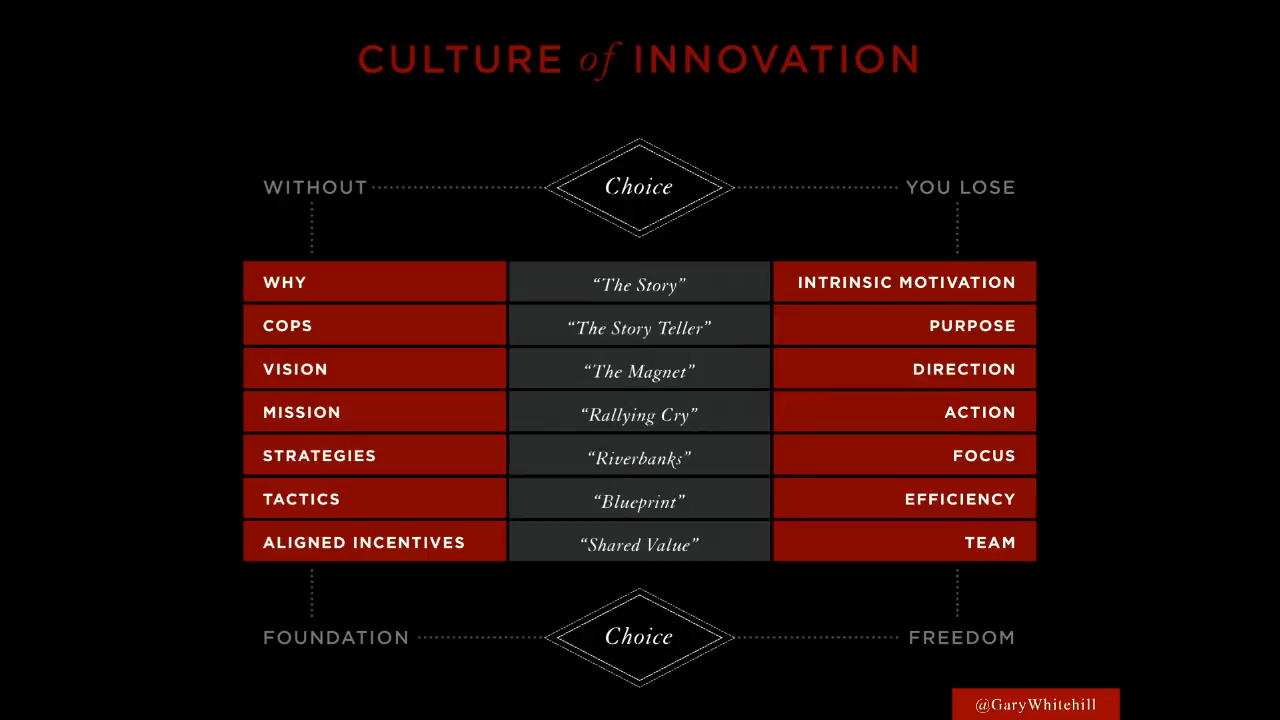 CULTURE of INNOVATION
WITHOUT Choice YOU LOSE
WHY “The Story” INTRINSIC MOTIVATION
COPS “The Story Teller” PURPOSE
VISION “The Magnet” DIRECTION
MISSION “Rallying Cry” ACTION
STRATEGIES “Riverbanks” FOCUS
TACTICS “Blueprint” EFFICIENCY
ALIGNED INCENTIVES “Shared Value” TEAM
FOUNDATION Choice FREEDOM
@GaryWhitehill